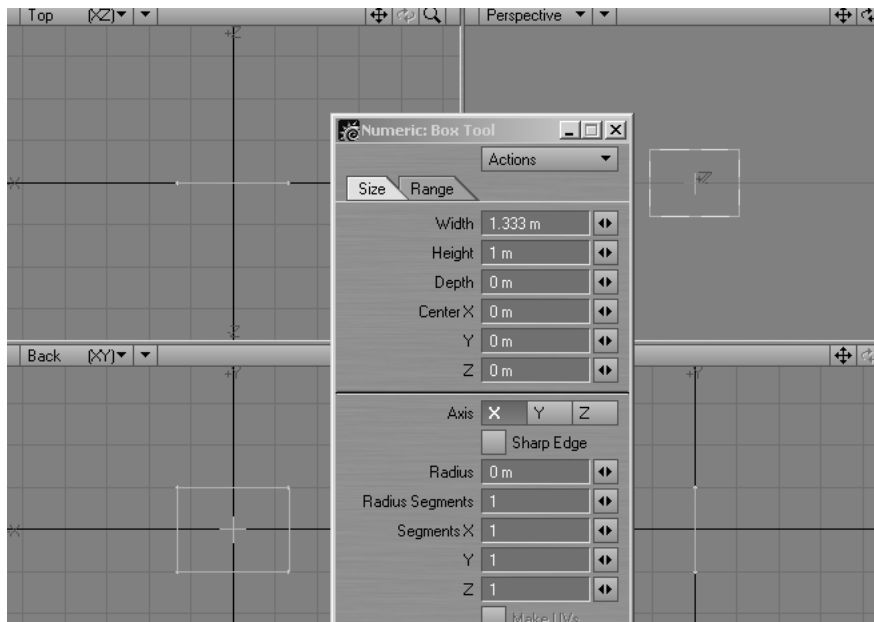 Top (XZ)
Perspective
+Z
X
-Z
+Z
Numeric: Box Tool
Actions
Size Range
Width 1.333 m
Height 1 m
Depth 0 m
Center X 0 m
Y 0 m
Z 0 m
Back (XY)
+Y
+Y
X
Axis X Y Z
Sharp Edge
Radius 0 m
Radius Segments 1
Segments X 1
Y 1
Z 1
Make UVs